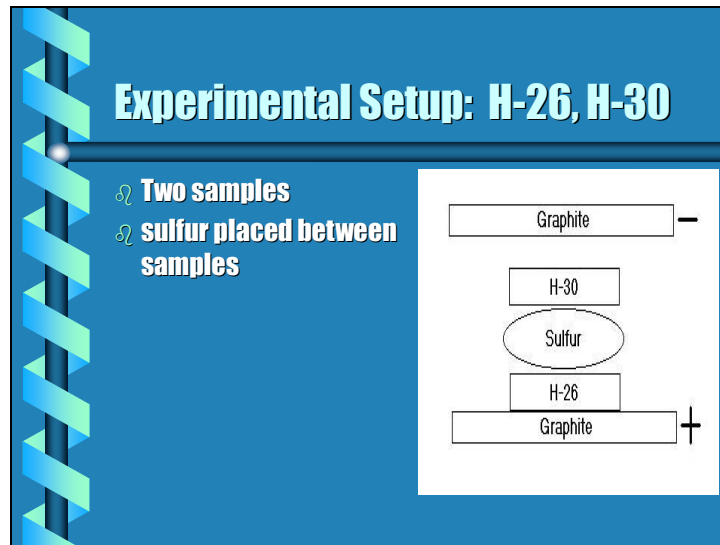 Experimental Setup: H-26, H-30
Two samples
sulfur placed between
samples
Graphite −
H-30
Sulfur
H-26
Graphite +